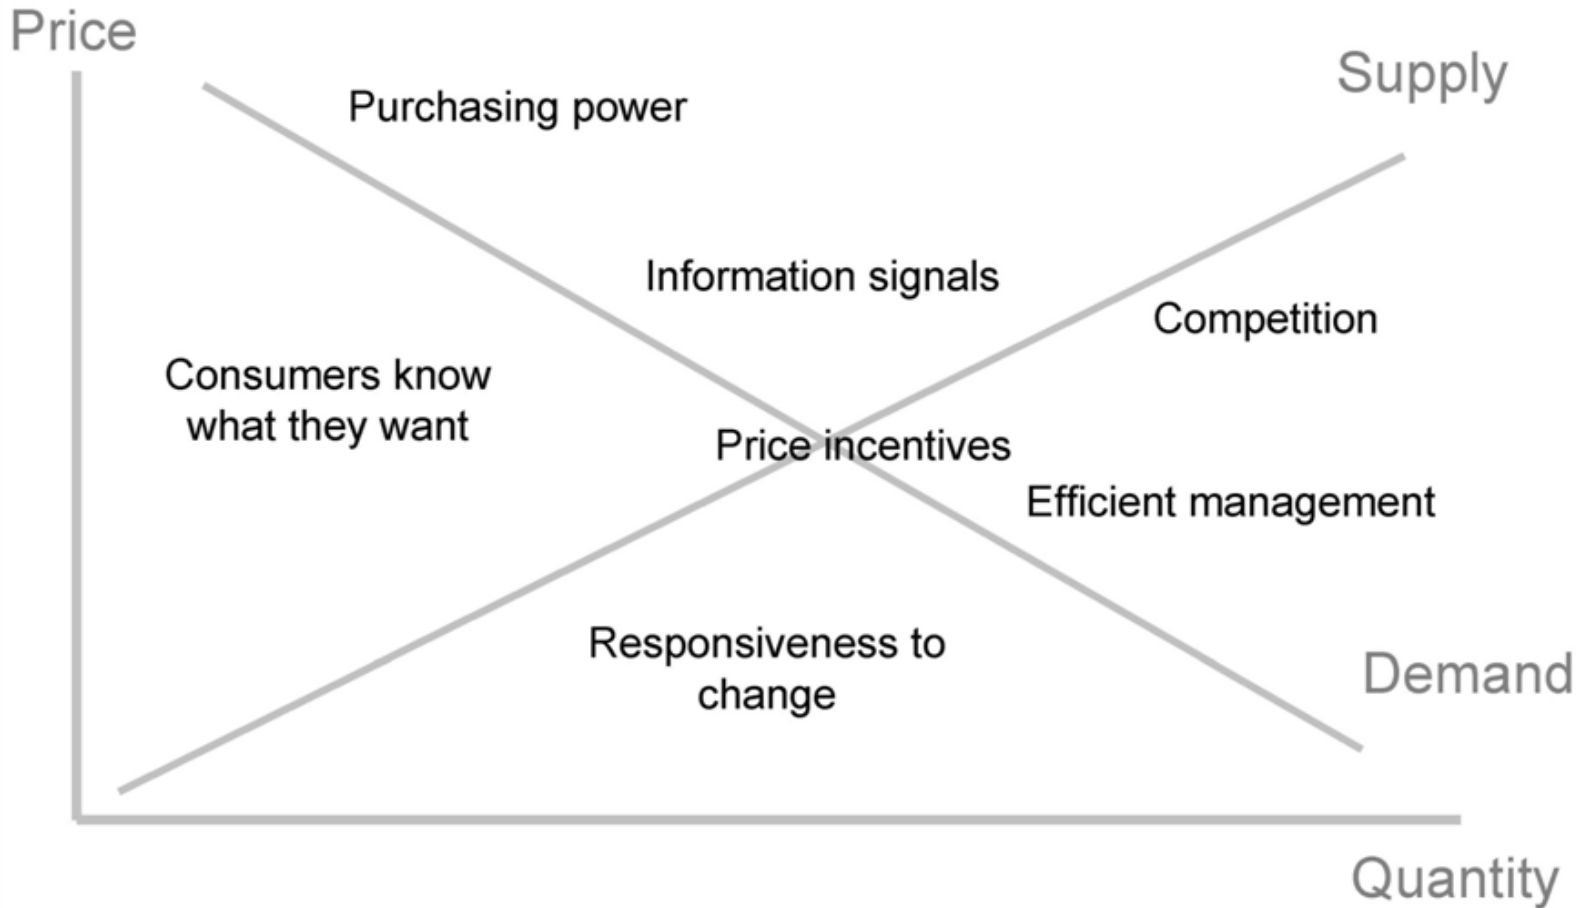 Price
Supply
Purchasing power
Information signals
Competition
Consumers know
what they want
Price incentives
Efficient management
Responsiveness to
change
Demand
Quantity